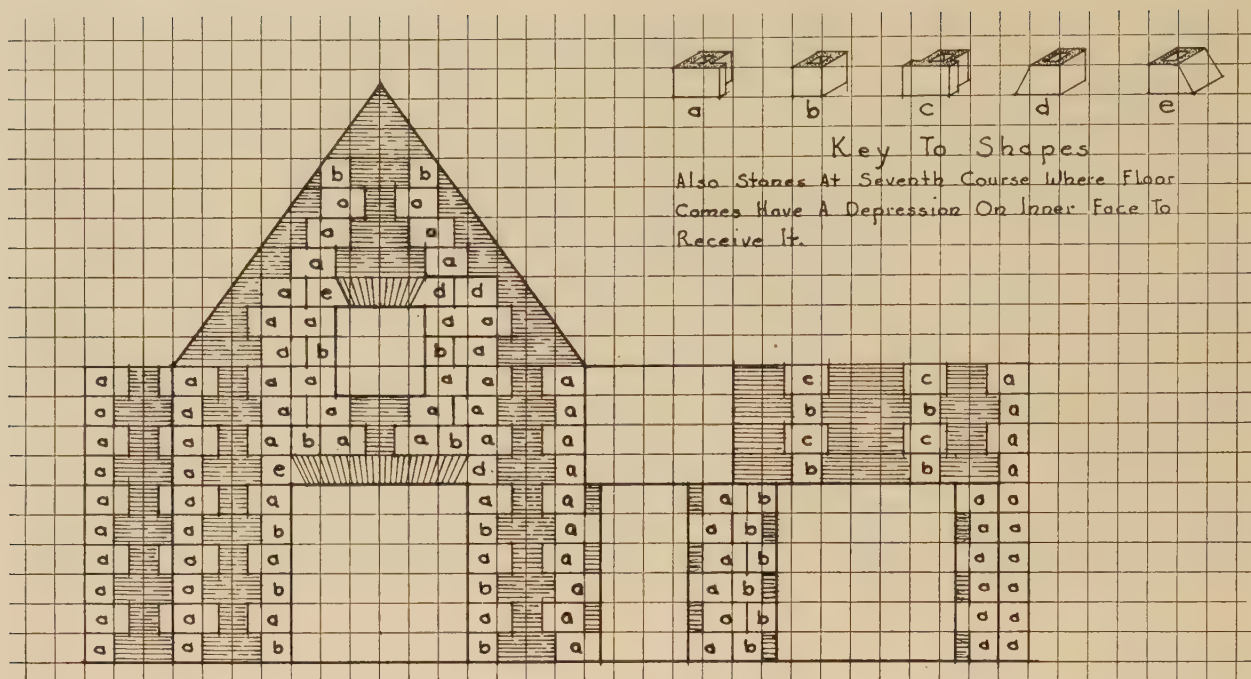 a b c d e
Key To Shapes
Also Stones At Seventh Course Where Floor
Comes Have A Depression On Inner Face To
Receive It.
b b
a a
a a
a a
a e d d
a a a a
a b b a
a a a a a a a c c a
a a a a a a a b b a
a a a b a a b a a c c a
a a e d a b b a
a a a a a a b a a
a a b b a a b a a
a a a a a a b a a
a a b b a a b a a
a a a a a a b a a
a a b b a a b a a